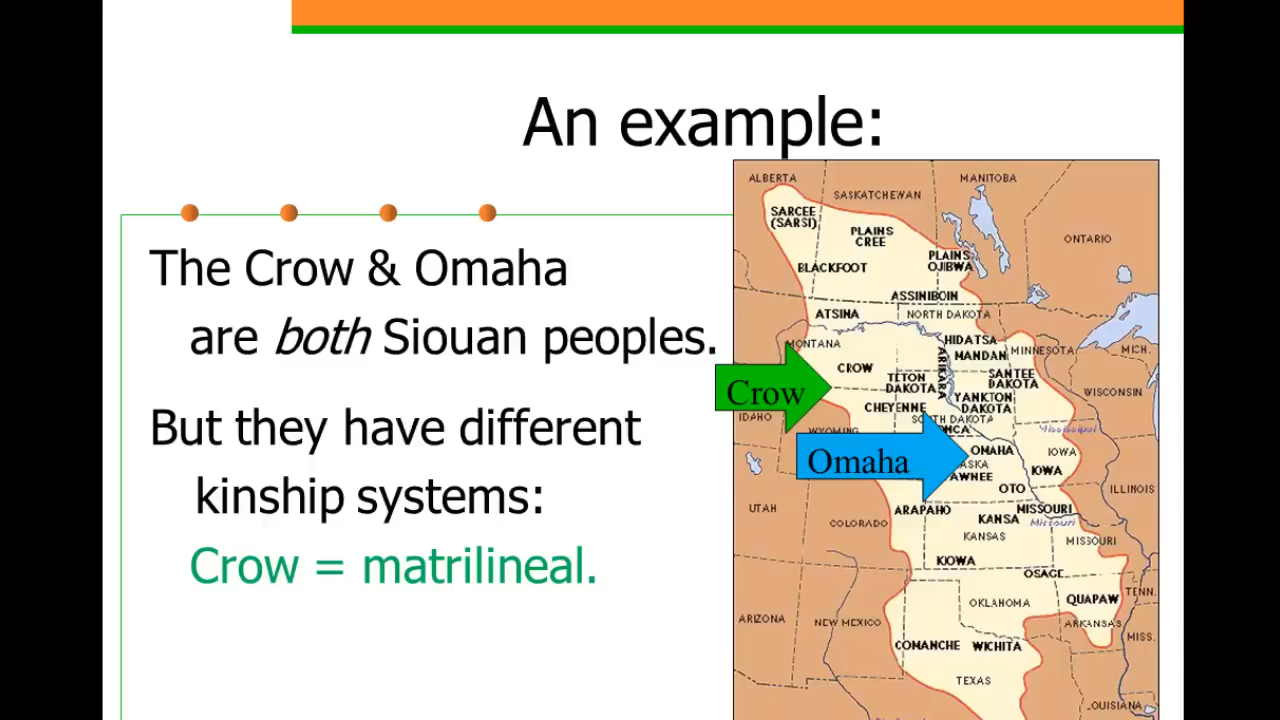 An example:
The Crow & Omaha
are both Siouan peoples.
But they have different
kinship systems:
Crow = matrilineal.
ALBERTA
MANITOBA
SASKATCHEWAN
SARCEE
(SARSI)
PLAINS
CREE
ONTARIO
PLAINS
OJIBWA
BLACKFOOT
ASSINIBOIN
ATSINA
NORTH DAKOTA
MONTANA
HIDATSA
MANDAN
MINNESOTA
MICH.
ARIKARA
CROW
TETON
DAKOTA
SANTEE
DAKOTA
WISCONSIN
Crow
YANKTON
DAKOTA
CHEYENNE
IDAHO
SOUTH DAKOTA
WYOMING
Mississippi
Omaha
OMAHA
IOWA
IOWA
OTO
ILLINOIS
UTAH
ARAPAHO
MISSOURI
KANSA
Missouri
COLORADO
KANSAS
MISSOURI
KIOWA
OSAGE
TENN.
OKLAHOMA
QUAPAW
ARIZONA
NEW MEXICO
ARKANSAS
MISS.
COMANCHE
WICHITA
TEXAS
LOUISIANA